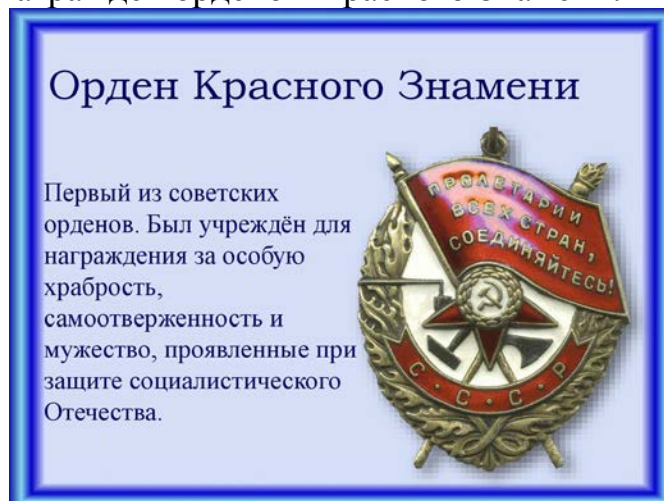 Орден Красного Знамени
Первый из советских
орденов. Был учреждён для
награждения за особую
храбрость,
самоотверженность и
мужество, проявленные при
защите социалистического
Отечества.
ПРОЛЕТАРИИ
ВСЕХ СТРАН,
СОЕДИНЯЙТЕСЬ!
С·С·С·Р